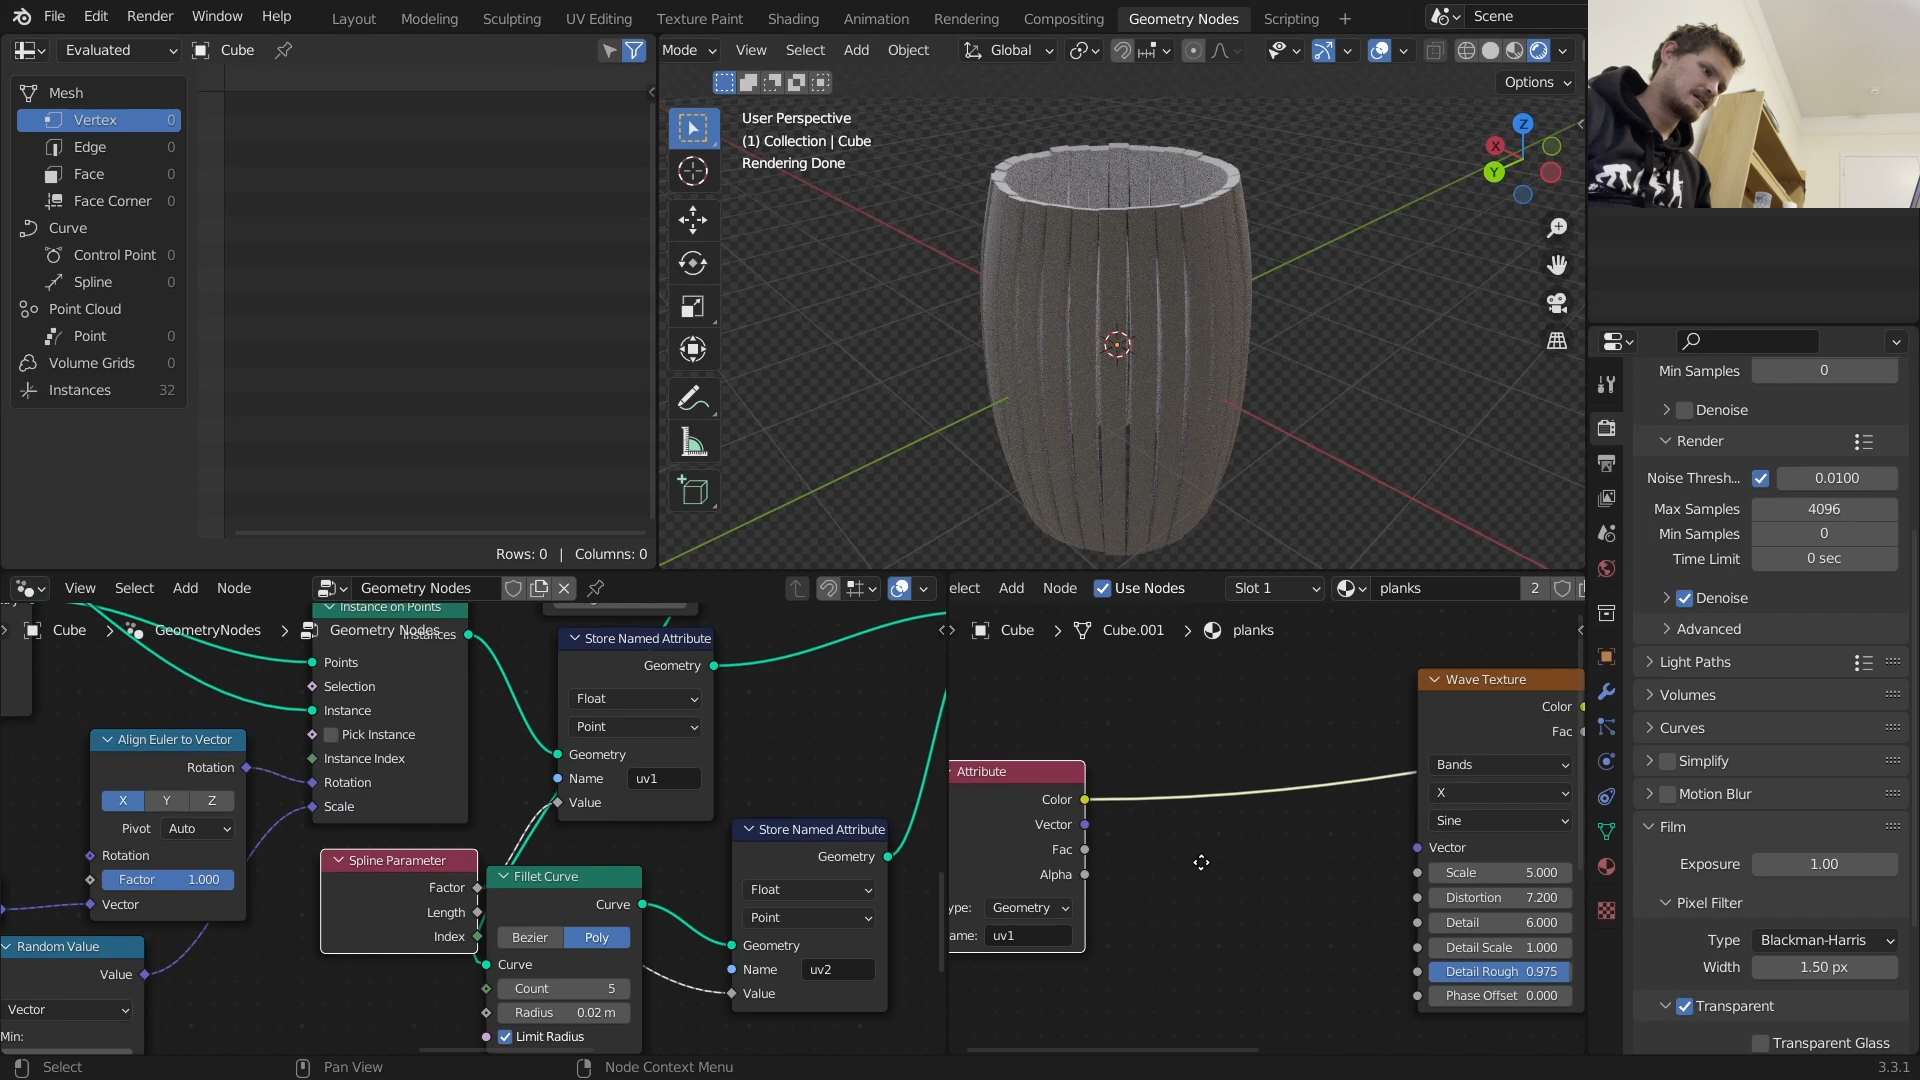 File Edit Render Window Help
Layout Modeling Sculpting UV Editing Texture Paint Shading Animation Rendering Compositing Geometry Nodes Scripting
Scene
Evaluated Cube
Mesh
Vertex 0
Edge 0
Face 0
Face Corner 0
Curve
Control Point 0
Spline 0
Point Cloud
Point 0
Volume Grids 0
Instances 32
Rows: 0 | Columns: 0
Mode View Select Add Object Global
Options
User Perspective
(1) Collection | Cube
Rendering Done
Z
X
Y
Min Samples 0
Denoise
Render
Noise Thresh... 0.0100
Max Samples 4096
Min Samples 0
Time Limit 0 sec
Denoise
Advanced
Light Paths
Volumes
Curves
Simplify
Motion Blur
Film
Exposure 1.00
Pixel Filter
Type Blackman-Harris
Width 1.50 px
Transparent
Transparent Glass
View Select Add Node Geometry Nodes
Cube > GeometryNodes > Geometry Nodes
Instance on Points
Instances
Points
Selection
Instance
Pick Instance
Instance Index
Rotation
Scale
Align Euler to Vector
Rotation
X Y Z
Pivot Auto
Rotation
Factor 1.000
Vector
Random Value
Value
Vector
Min:
Spline Parameter
Factor
Length
Index
Fillet Curve
Curve
Bezier Poly
Curve
Count 5
Radius 0.02 m
Limit Radius
Store Named Attribute
Geometry
Float
Point
Geometry
Name uv1
Value
Store Named Attribute
Geometry
Float
Point
Geometry
Name uv2
Value
elect Add Node Use Nodes Slot 1 planks 2
Cube > Cube.001 > planks
Attribute
Color
Vector
Fac
Alpha
ype: Geometry
ame: uv1
Wave Texture
Color
Fac
Bands
X
Sine
Vector
Scale 5.000
Distortion 7.200
Detail 6.000
Detail Scale 1.000
Detail Rough 0.975
Phase Offset 0.000
Select Pan View Node Context Menu 3.3.1